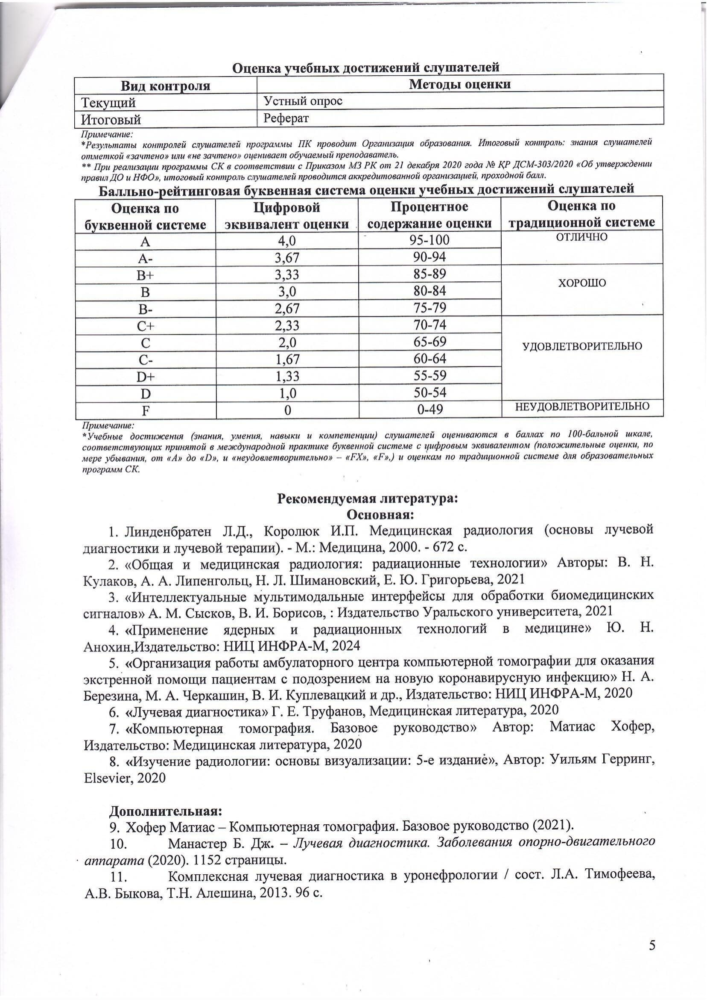 Оценка учебных достижений слушателей
Вид контроля Методы оценки
Текущий Устный опрос
Итоговый Реферат
Примечание:
*Результаты контролей слушателей программы ПК проводит Организация образования. Итоговый контроль: знания слушателей
отметкой «зачтено» или «не зачтено» оценивает обучаемый преподаватель.
** При реализации программы СК в соответствии с Приказом МЗ РК от 21 декабря 2020 года № ҚР ДСМ-303/2020 «Об утверждении
правил ДО и НФО», итоговый контроль слушателей проводится аккредитованной организацией, проходной балл.
Балльно-рейтинговая буквенная система оценки учебных достижений слушателей
Оценка по Цифровой Процентное Оценка по
буквенной системе эквивалент оценки содержание оценки традиционной системе
A 4,0 95-100 ОТЛИЧНО
A- 3,67 90-94
B+ 3,33 85-89
ХОРОШО
B 3,0 80-84
B- 2,67 75-79
C+ 2,33 70-74
C 2,0 65-69
УДОВЛЕТВОРИТЕЛЬНО
C- 1,67 60-64
D+ 1,33 55-59
D 1,0 50-54
F 0 0-49 НЕУДОВЛЕТВОРИТЕЛЬНО
Примечание:
*Учебные достижения (знания, умения, навыки и компетенции) слушателей оцениваются в баллах по 100-бальной шкале,
соответствующих принятой в международной практике буквенной системе с цифровым эквивалентом (положительные оценки, по
мере убывания, от «A» до «D», и «неудовлетворительно» – «FX», «F»,) и оценкам по традиционной системе для образовательных
программ СК.
Рекомендуемая литература:
Основная:
1. Линденбратен Л.Д., Королюк И.П. Медицинская радиология (основы лучевой
диагностики и лучевой терапии). - М.: Медицина, 2000. - 672 с.
2. «Общая и медицинская радиология: радиационные технологии» Авторы: В. Н.
Кулаков, А. А. Липенгольц, Н. Л. Шимановский, Е. Ю. Григорьева, 2021
3. «Интеллектуальные мультимодальные интерфейсы для обработки биомедицинских
сигналов» А. М. Сысков, В. И. Борисов, : Издательство Уральского университета, 2021
4. «Применение ядерных и радиационных технологий в медицине» Ю. Н.
Анохин,Издательство: НИЦ ИНФРА-М, 2024
5. «Организация работы амбулаторного центра компьютерной томографии для оказания
экстренной помощи пациентам с подозрением на новую коронавирусную инфекцию» Н. А.
Березина, М. А. Черкашин, В. И. Куплевацкий и др., Издательство: НИЦ ИНФРА-М, 2020
6. «Лучевая диагностика» Г. Е. Труфанов, Медицинская литература, 2020
7. «Компьютерная томография. Базовое руководство» Автор: Матиас Хофер,
Издательство: Медицинская литература, 2020
8. «Изучение радиологии: основы визуализации: 5-е издание», Автор: Уильям Герринг,
Elsevier, 2020
Дополнительная:
9. Хофер Матиас – Компьютерная томография. Базовое руководство (2021).
10. Манастер Б. Дж. – Лучевая диагностика. Заболевания опорно-двигательного
аппарата (2020). 1152 страницы.
11. Комплексная лучевая диагностика в уронефрологии / сост. Л.А. Тимофеева,
А.В. Быкова, Т.Н. Алешина, 2013. 96 с.
5